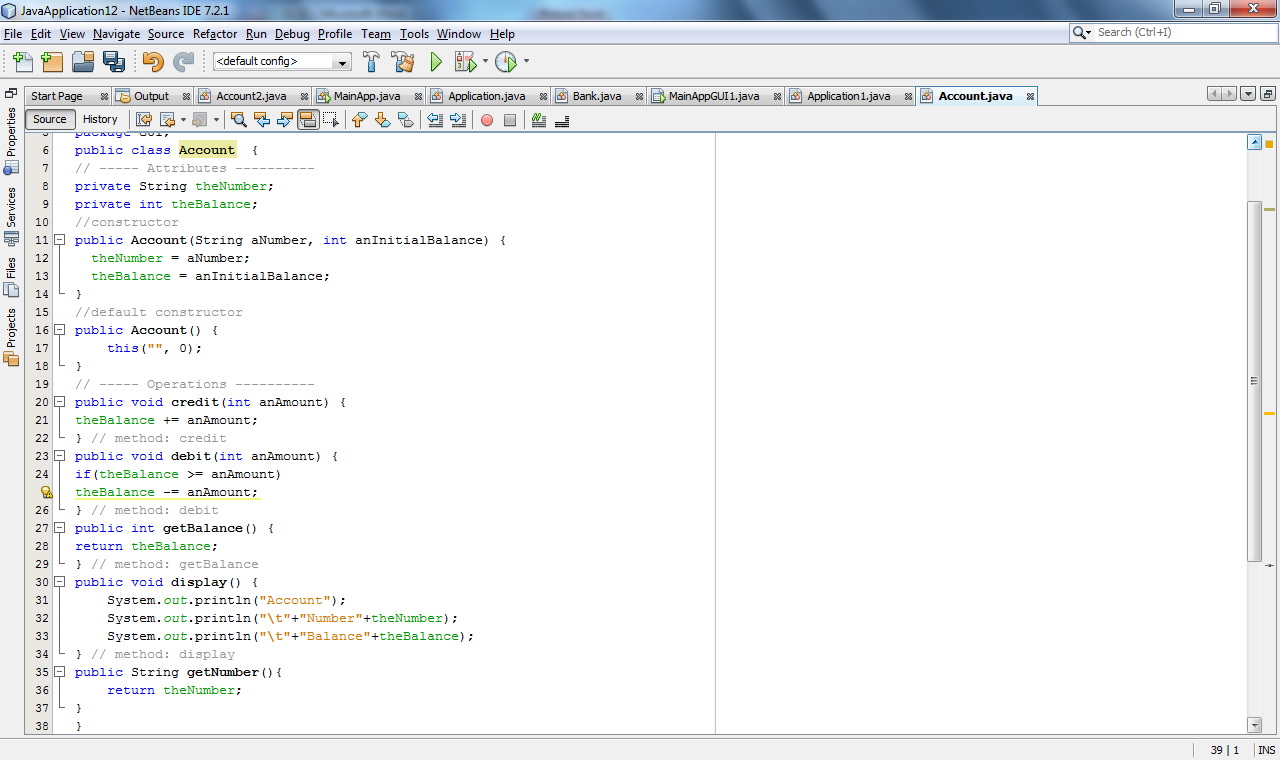 JavaApplication12 - NetBeans IDE 7.2.1
File Edit View Navigate Source Refactor Run Debug Profile Team Tools Window Help
Search (Ctrl+I)
<default config>
Start Page Output Account2.java MainApp.java Application.java Bank.java MainAppGUI1.java Application1.java Account.java
Source History
Properties
Services
Files
Projects
5 package GUI;
6 public class Account {
7 // ----- Attributes ----------
8 private String theNumber;
9 private int theBalance;
10 //constructor
11 public Account(String aNumber, int anInitialBalance) {
12 theNumber = aNumber;
13 theBalance = anInitialBalance;
14 }
15 //default constructor
16 public Account() {
17 this("", 0);
18 }
19 // ----- Operations ----------
20 public void credit(int anAmount) {
21 theBalance += anAmount;
22 } // method: credit
23 public void debit(int anAmount) {
24 if(theBalance >= anAmount)
theBalance -= anAmount;
26 } // method: debit
27 public int getBalance() {
28 return theBalance;
29 } // method: getBalance
30 public void display() {
31 System.out.println("Account");
32 System.out.println("\t"+"Number"+theNumber);
33 System.out.println("\t"+"Balance"+theBalance);
34 } // method: display
35 public String getNumber(){
36 return theNumber;
37 }
38 }
39 | 1 INS